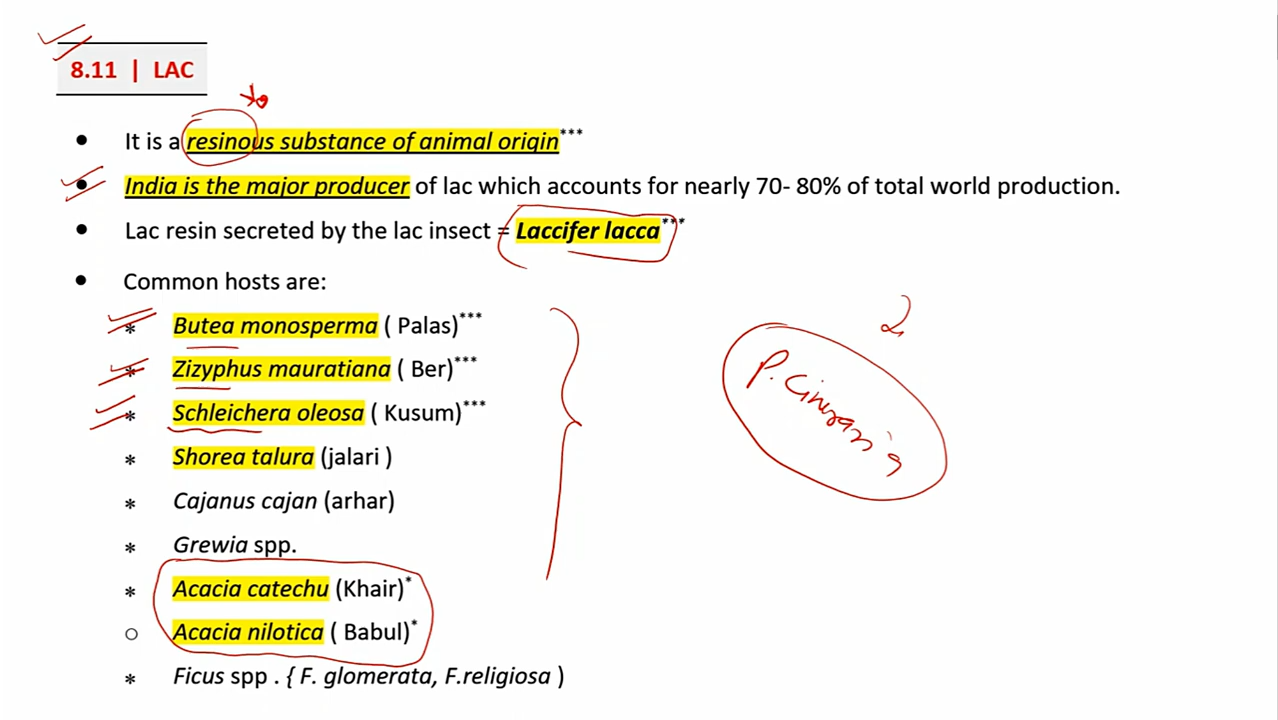 8.11 | LAC
• It is a resinous substance of animal origin***
• India is the major producer of lac which accounts for nearly 70- 80% of total world production.
• Lac resin secreted by the lac insect = Laccifer lacca***
• Common hosts are:
* Butea monosperma ( Palas)***
* Zizyphus mauratiana ( Ber)***
* Schleichera oleosa ( Kusum)***
* Shorea talura (jalari )
* Cajanus cajan (arhar)
* Grewia spp.
* Acacia catechu (Khair)*
○ Acacia nilotica ( Babul)*
* Ficus spp . { F. glomerata, F.religiosa )
2
P.